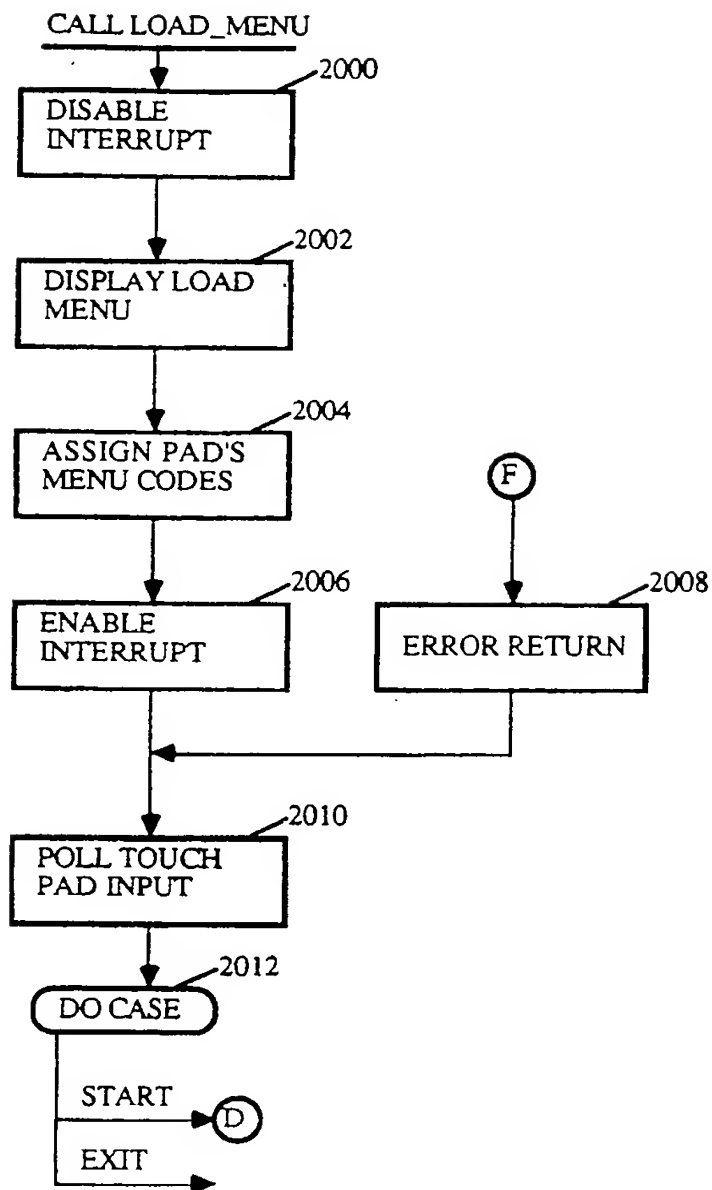 CALL LOAD_MENU
2000
DISABLE
INTERRUPT
2002
DISPLAY LOAD
MENU
2004
ASSIGN PAD'S
MENU CODES
F
2006
ENABLE
INTERRUPT
2008
ERROR RETURN
2010
POLL TOUCH
PAD INPUT
2012
DO CASE
START
D
EXIT